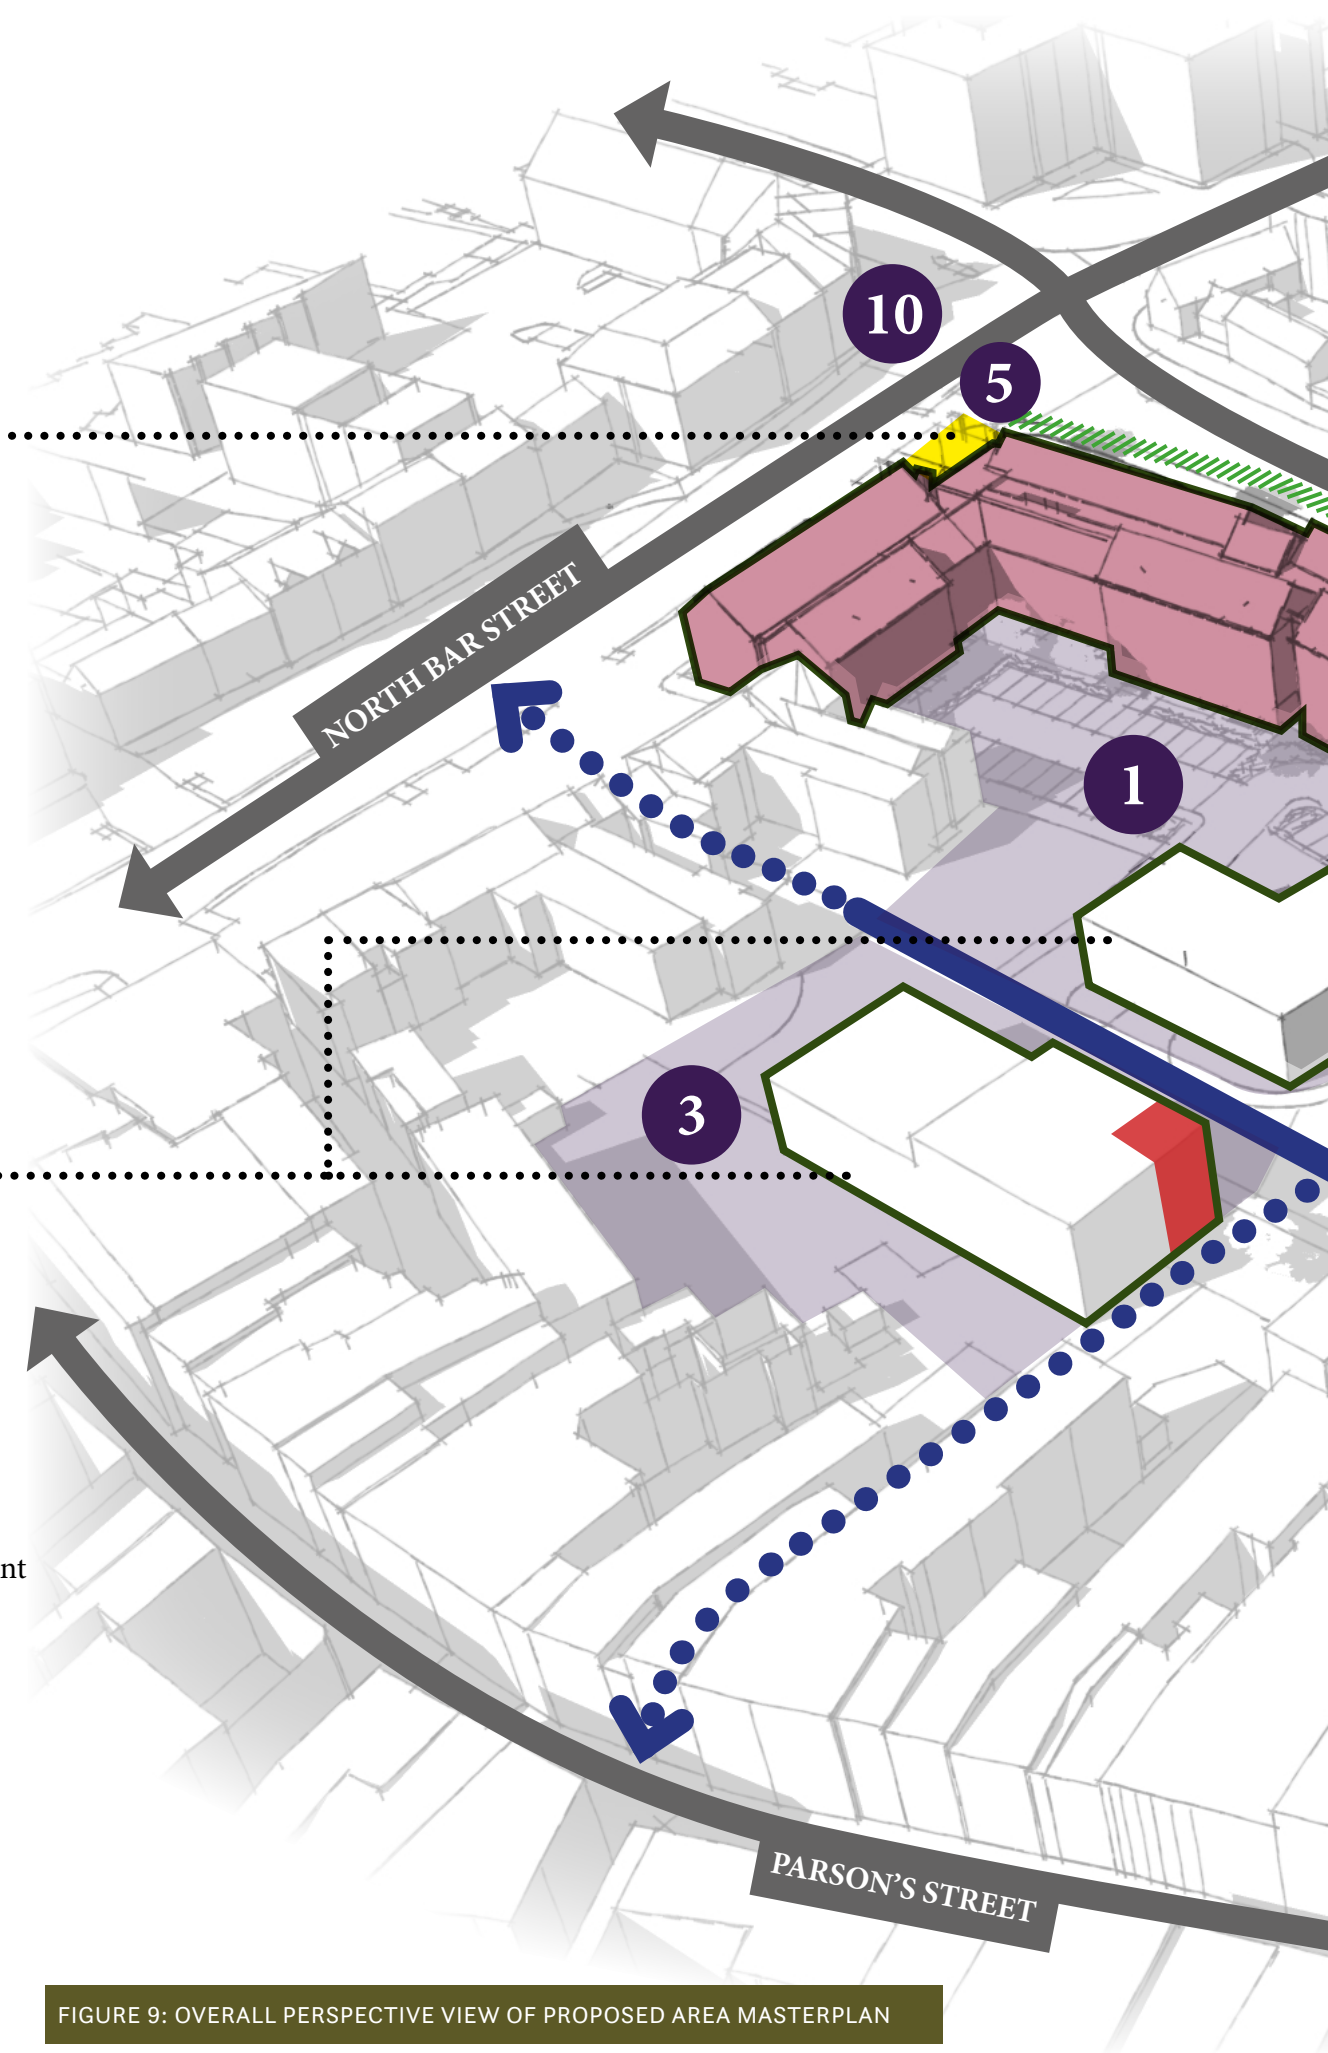 10
5
NORTH BAR STREET
1
3
nt
PARSON'S STREET
FIGURE 9: OVERALL PERSPECTIVE VIEW OF PROPOSED AREA MASTERPLAN